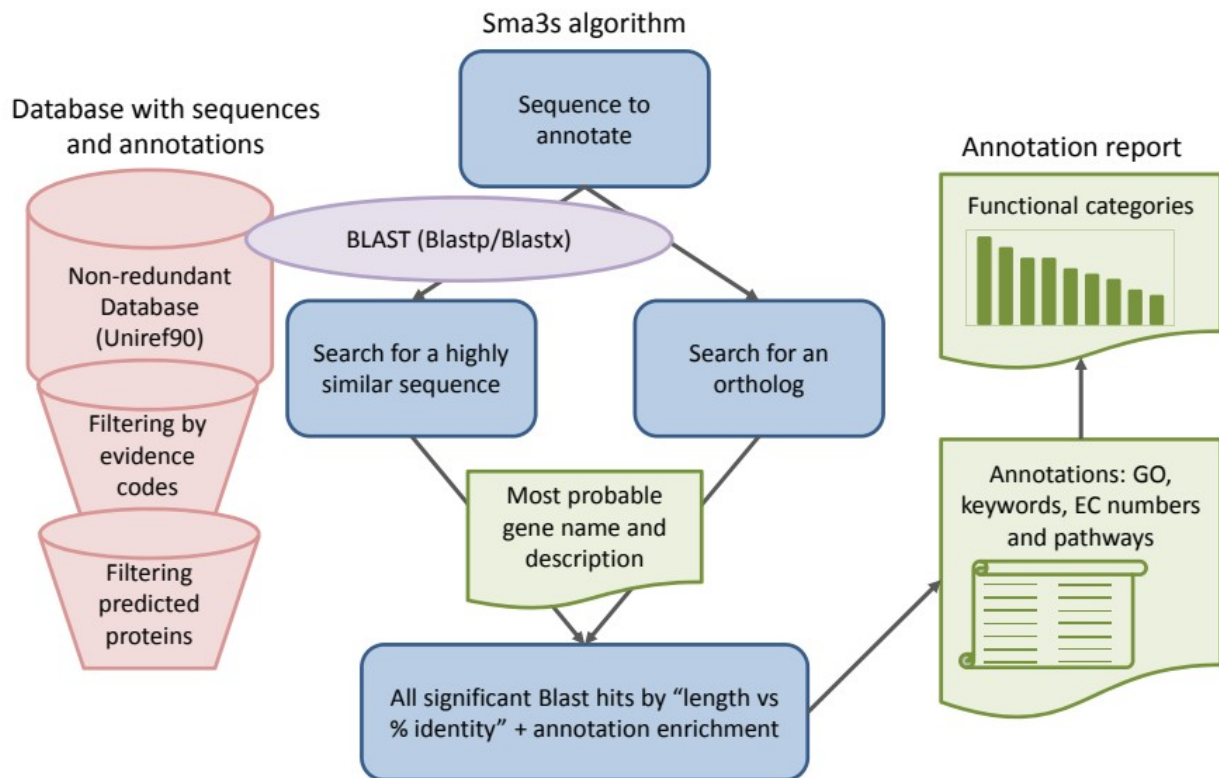 Sma3s algorithm
Database with sequences
and annotations
Sequence to
annotate
Annotation report
Functional categories
BLAST (Blastp/Blastx)
Non-redundant
Database
(Uniref90)
Search for a highly
similar sequence
Search for an
ortholog
Filtering by
evidence
codes
Most probable
gene name and
description
Annotations: GO,
keywords, EC numbers
and pathways
Filtering
predicted
proteins
All significant Blast hits by “length vs
% identity” + annotation enrichment